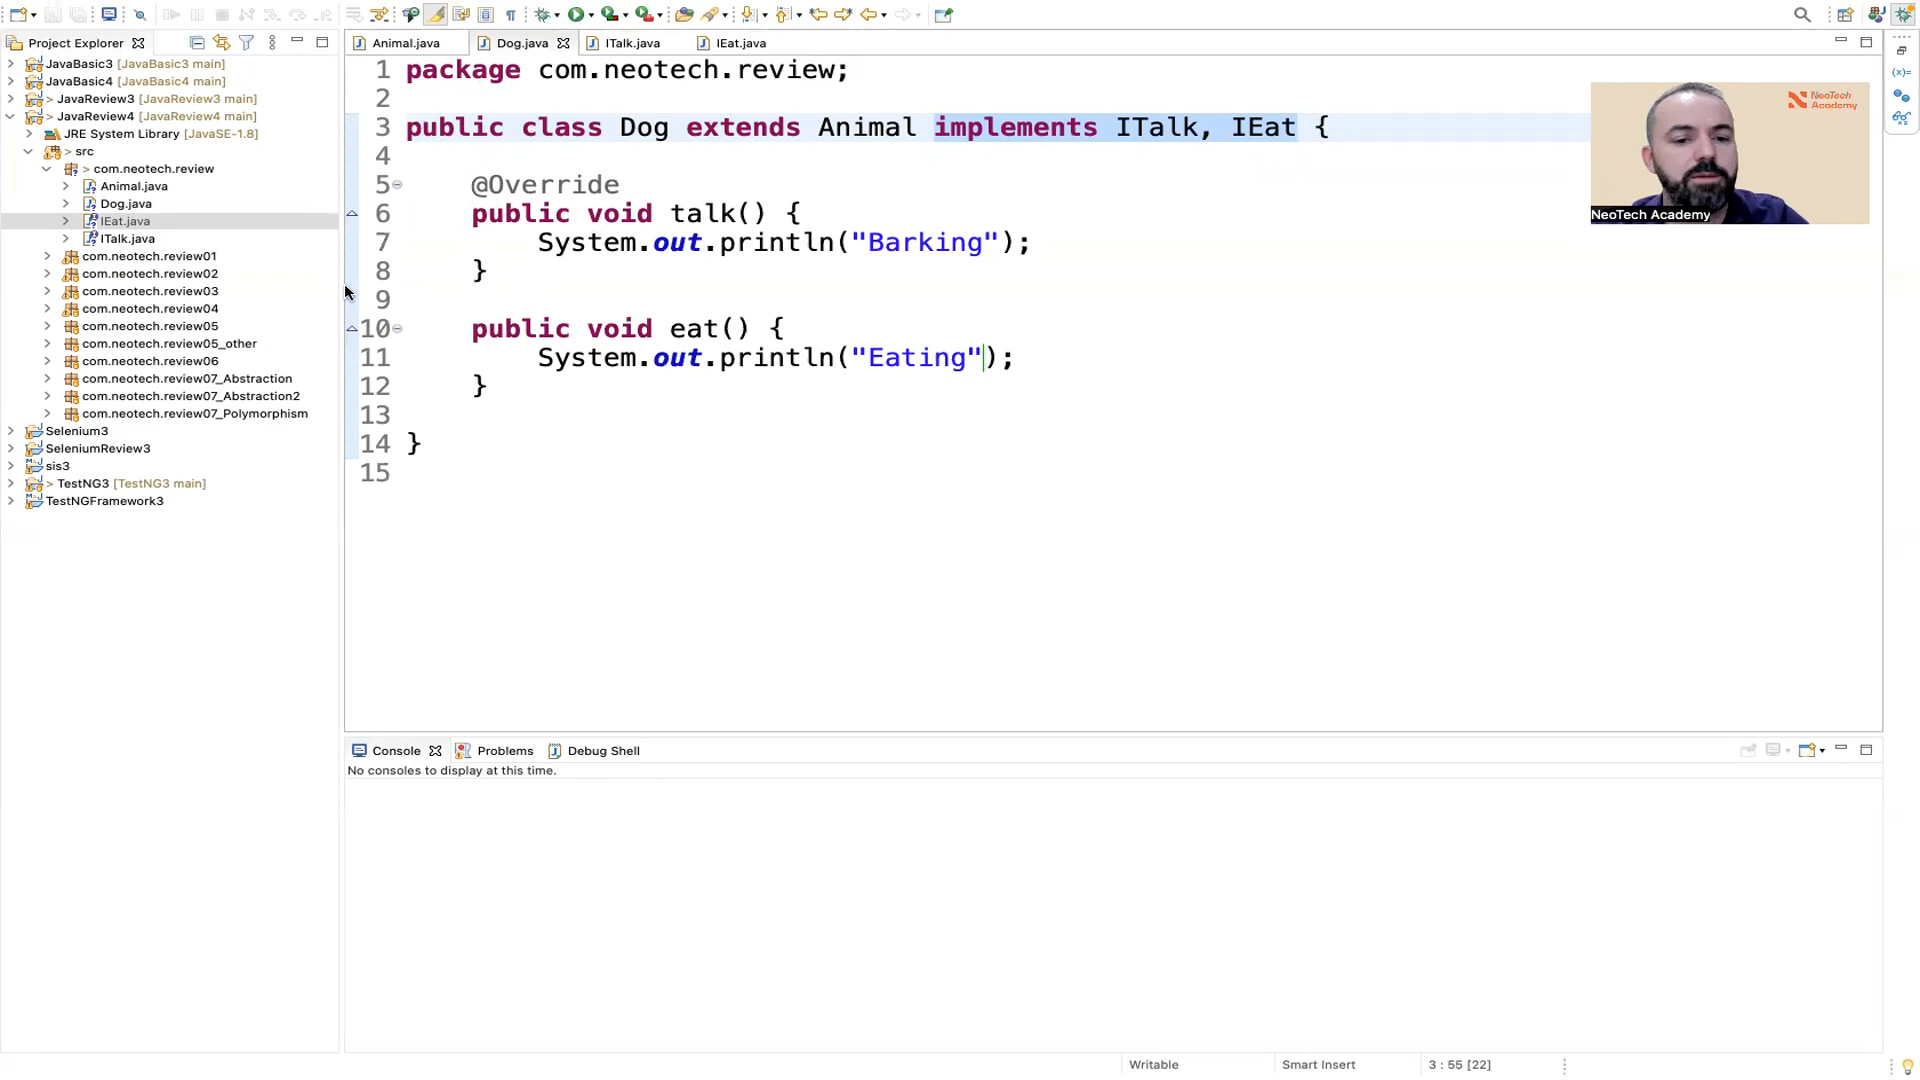 Project Explorer
Animal.java
Dog.java
ITalk.java
IEat.java
JavaBasic3 [JavaBasic3 main]
JavaBasic4 [JavaBasic4 main]
> JavaReview3 [JavaReview3 main]
> JavaReview4 [JavaReview4 main]
JRE System Library [JavaSE-1.8]
src
> com.neotech.review
Animal.java
Dog.java
IEat.java
ITalk.java
com.neotech.review01
com.neotech.review02
com.neotech.review03
com.neotech.review04
com.neotech.review05
com.neotech.review05_other
com.neotech.review06
com.neotech.review07_Abstraction
com.neotech.review07_Abstraction2
com.neotech.review07_Polymorphism
Selenium3
SeleniumReview3
sis3
> TestNG3 [TestNG3 main]
TestNGFramework3
1 package com.neotech.review;
2
3 public class Dog extends Animal implements ITalk, IEat {
4
5 @Override
6 public void talk() {
7 System.out.println("Barking");
8 }
9
10 public void eat() {
11 System.out.println("Eating");
12 }
13
14 }
15
NeoTech
Academy
NeoTech Academy
(x)=
Console
Problems
Debug Shell
No consoles to display at this time.
Writable
Smart Insert
3 : 55 [22]